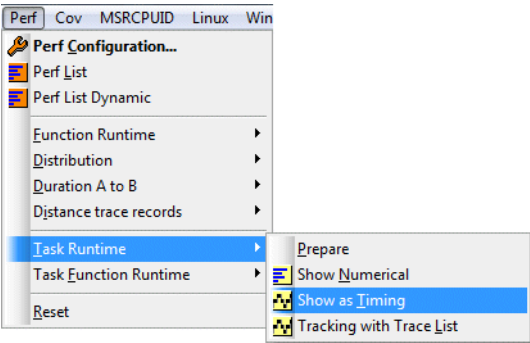 Perf Cov MSRCPUID Linux Win
Perf Configuration...
Perf List
Perf List Dynamic
Function Runtime
Distribution
Duration A to B
Distance trace records
Task Runtime
Task Function Runtime
Reset
Prepare
Show Numerical
Show as Timing
Tracking with Trace List